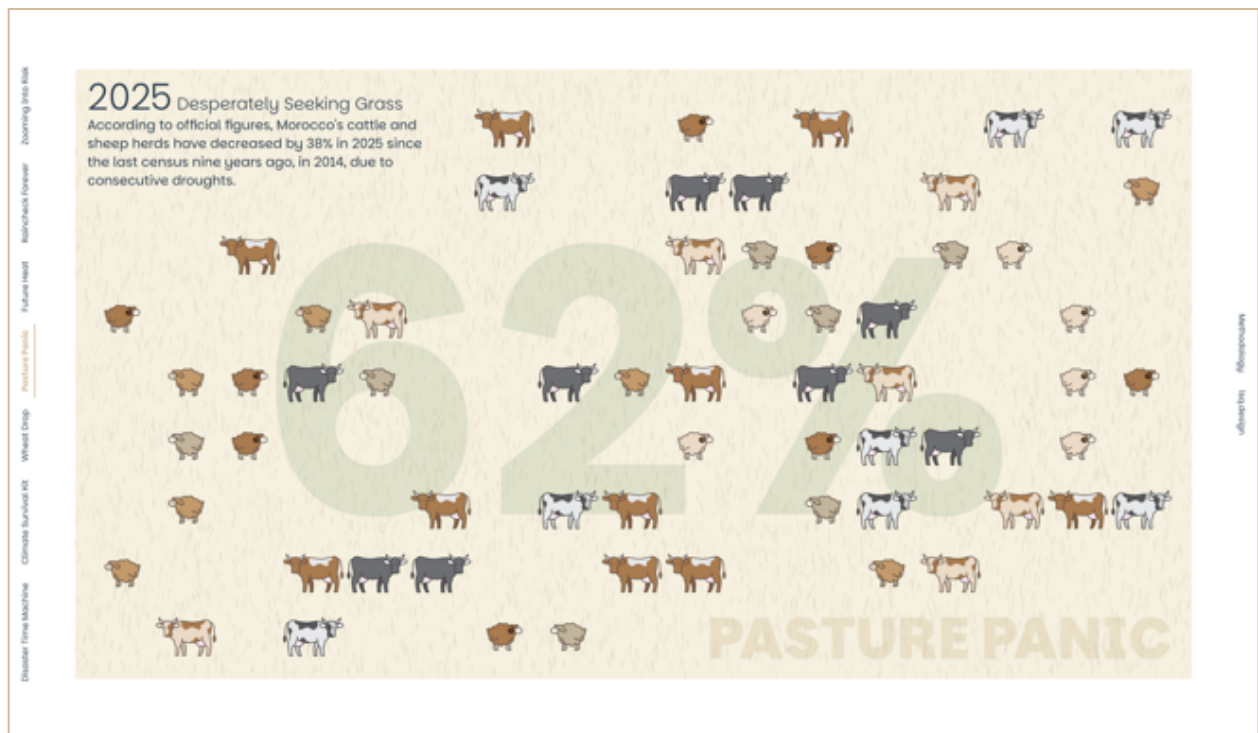 Zooming Into Risk
Raincheck Forever
Future Heat
Pasture Panic
Wheat Drop
Climate Survival Kit
Disaster Time Machine
2025 Desperately Seeking Grass
According to official figures, Morocco's cattle and
sheep herds have decreased by 38% in 2025 since
the last census nine years ago, in 2014, due to
consecutive droughts.
62%
PASTURE PANIC
Methodology